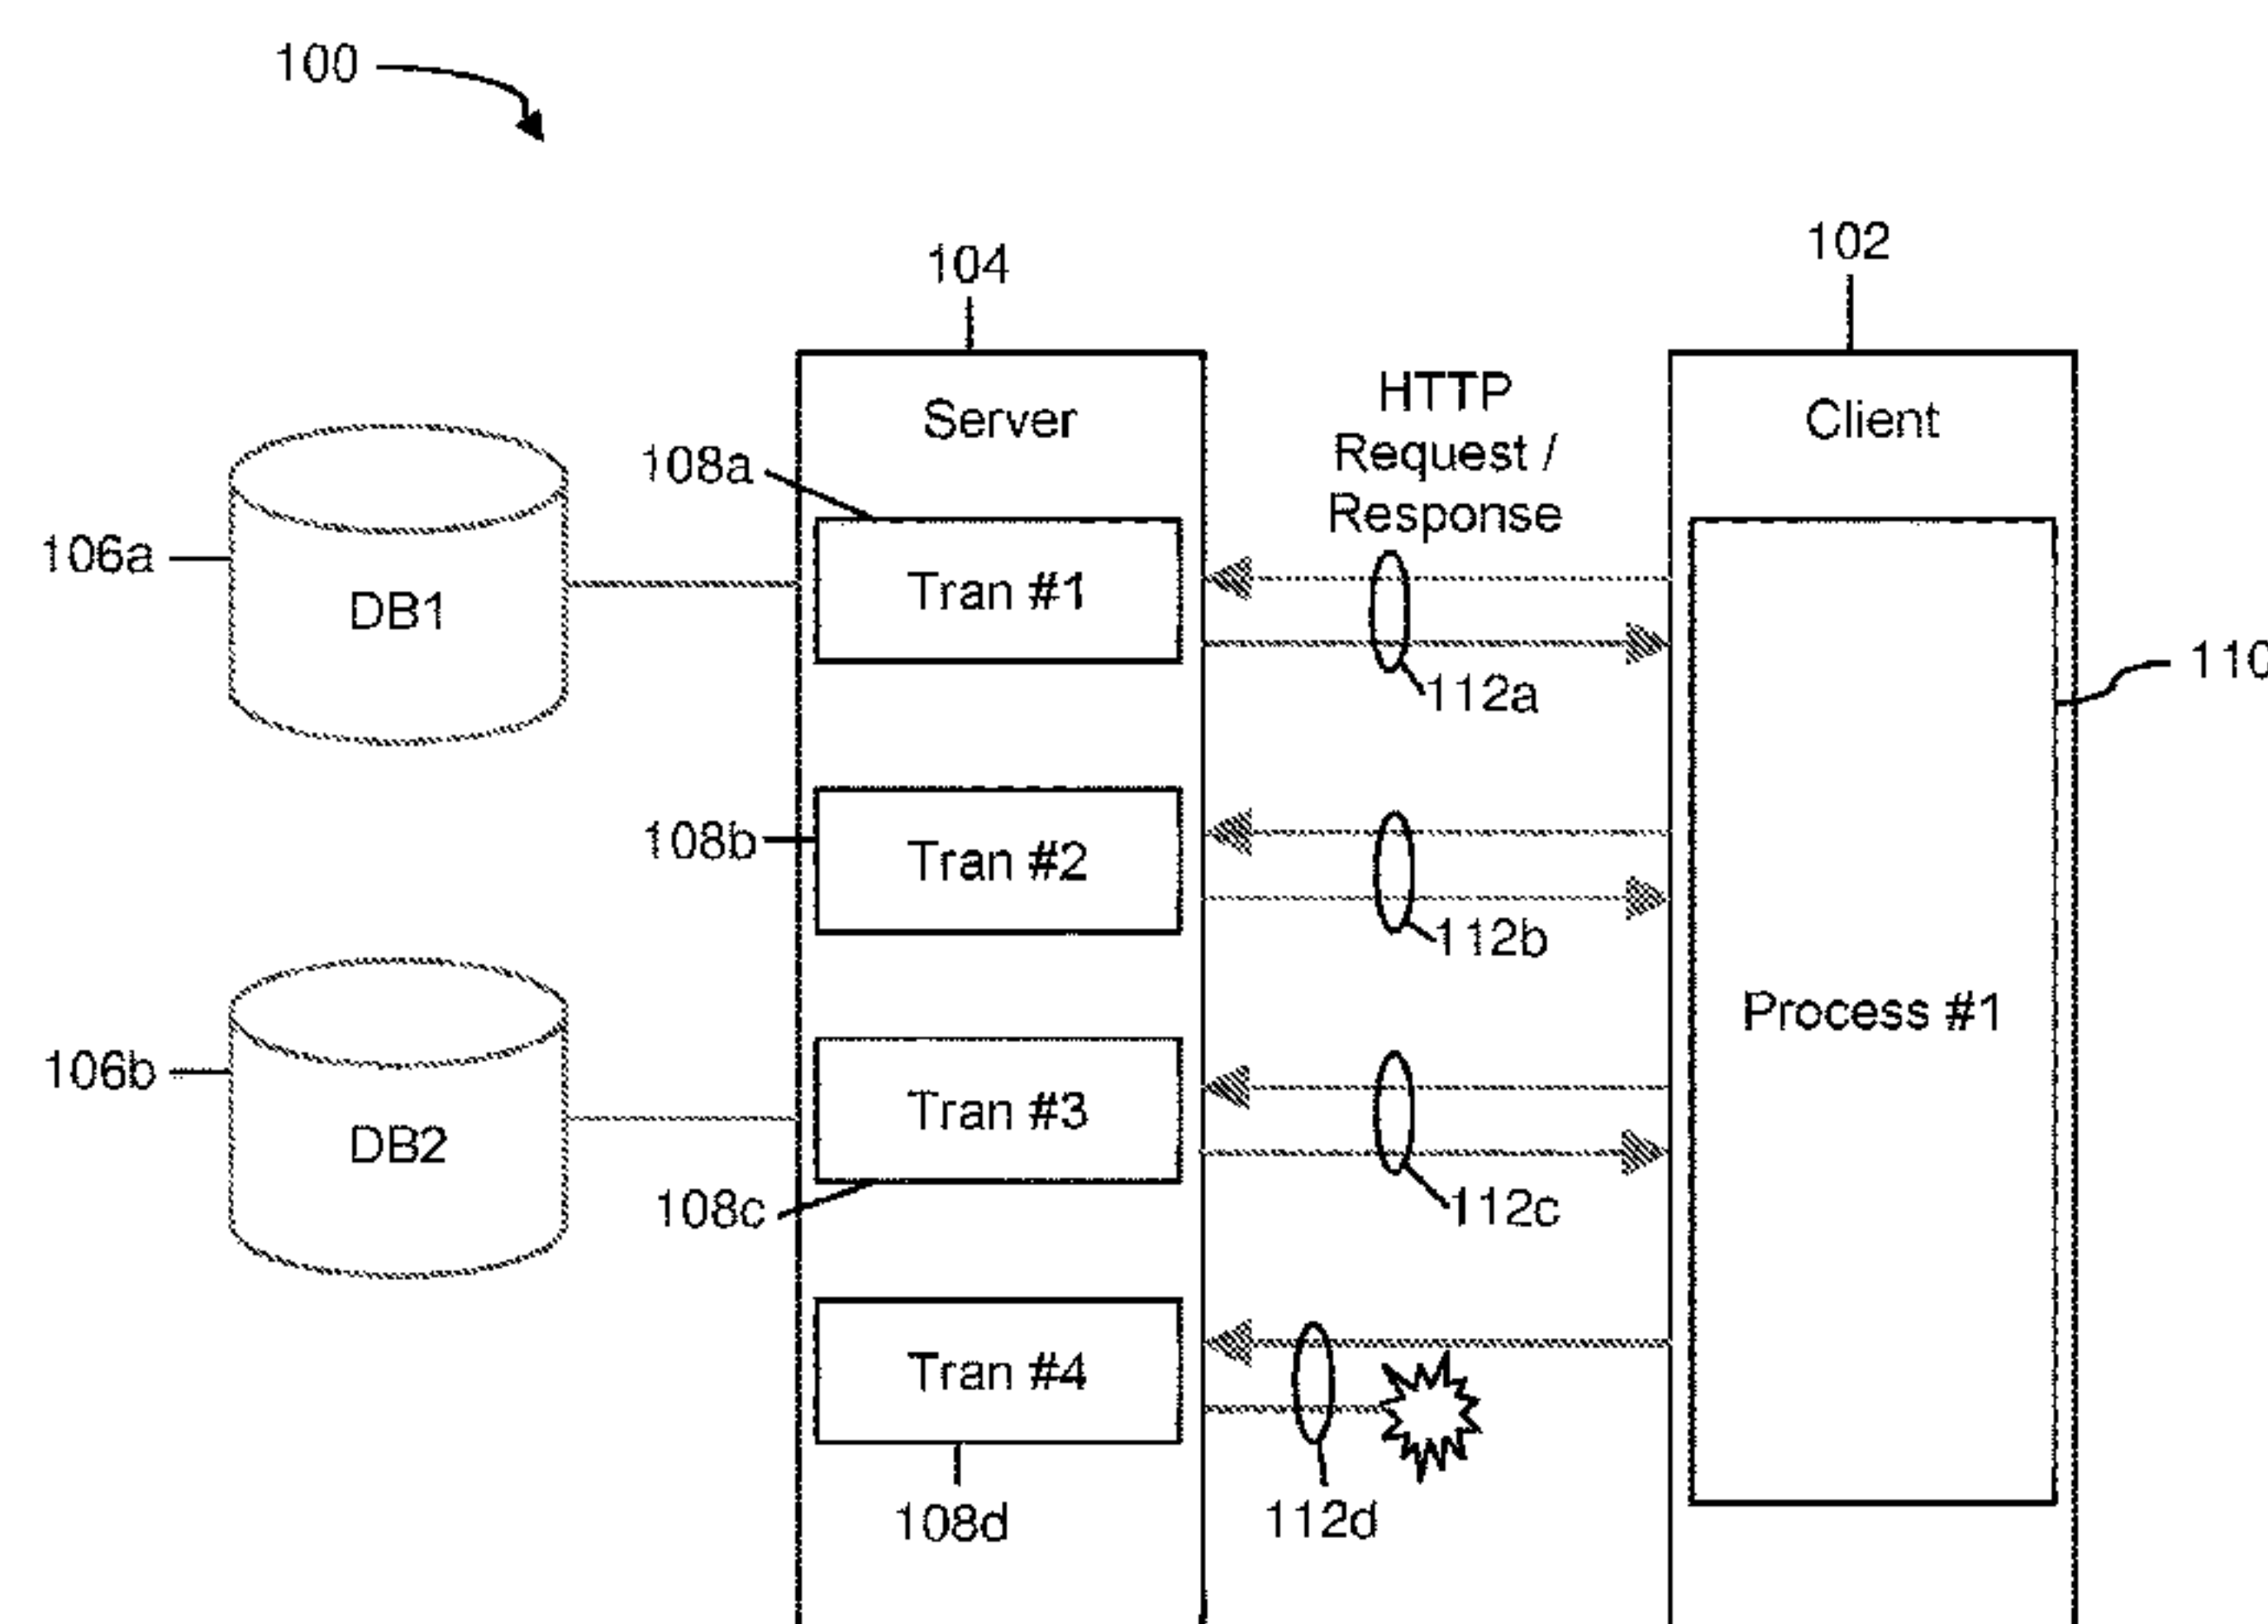 100
104
102
Server
HTTP
Request /
Response
Client
108a
106a
DB1
Tran #1
110
112a
108b
Tran #2
112b
Process #1
106b
DB2
Tran #3
108c
112c
Tran #4
108d
112d